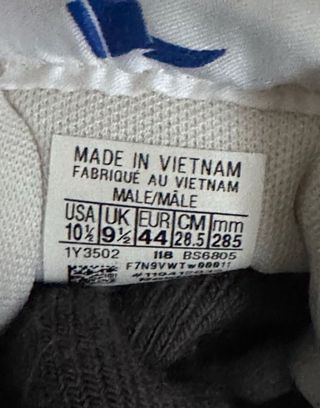 MADE IN VIETNAM
FABRIQUÉ AU VIETNAM
MALE/MÂLE
USA UK EUR CM mm
10½ 9½ 44 28.5 285
1Y3502 118 BS6805
F7N9VWTw00011